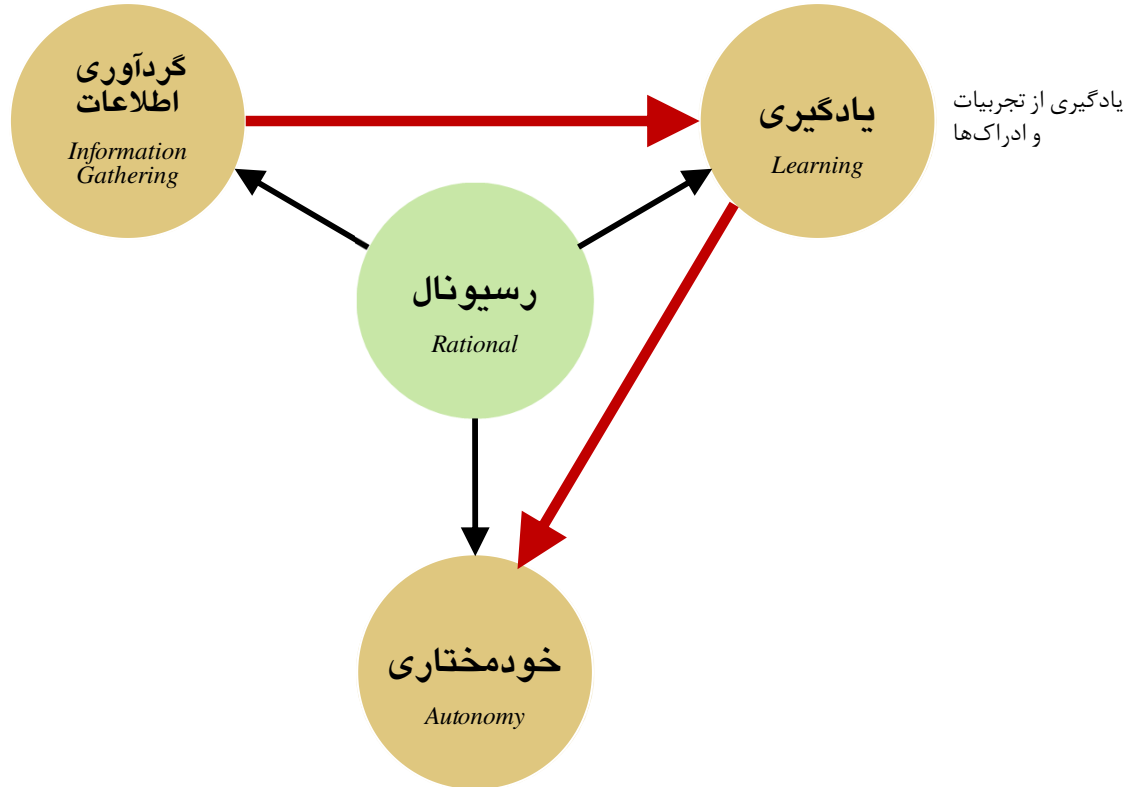 گردآوری
اطلاعات
Information
Gathering
یادگیری
Learning
یادگیری از تجربیات
و ادراک‌ها
رسیونال
Rational
خودمختاری
Autonomy